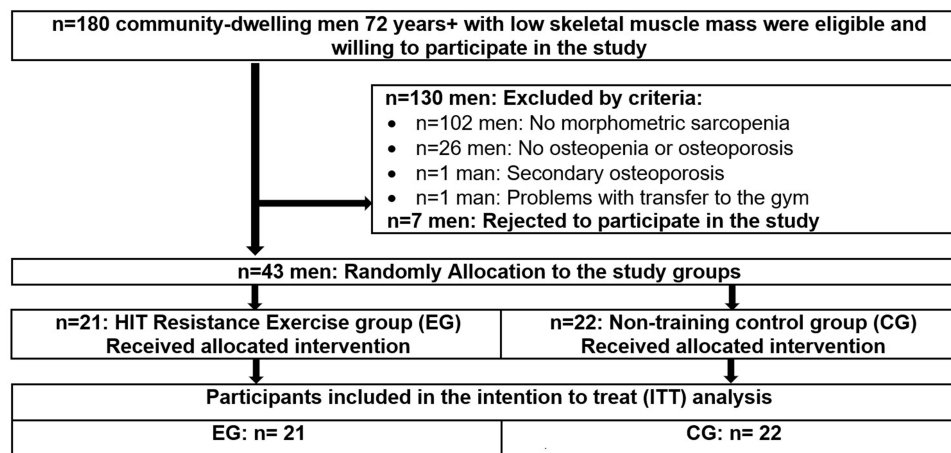 n=180 community-dwelling men 72 years+ with low skeletal muscle mass were eligible and
willing to participate in the study
n=130 men: Excluded by criteria:
• n=102 men: No morphometric sarcopenia
• n=26 men: No osteopenia or osteoporosis
• n=1 man: Secondary osteoporosis
• n=1 man: Problems with transfer to the gym
n=7 men: Rejected to participate in the study
n=43 men: Randomly Allocation to the study groups
n=21: HIT Resistance Exercise group (EG)
Received allocated intervention
n=22: Non-training control group (CG)
Received allocated intervention
Participants included in the intention to treat (ITT) analysis
EG: n= 21
CG: n= 22